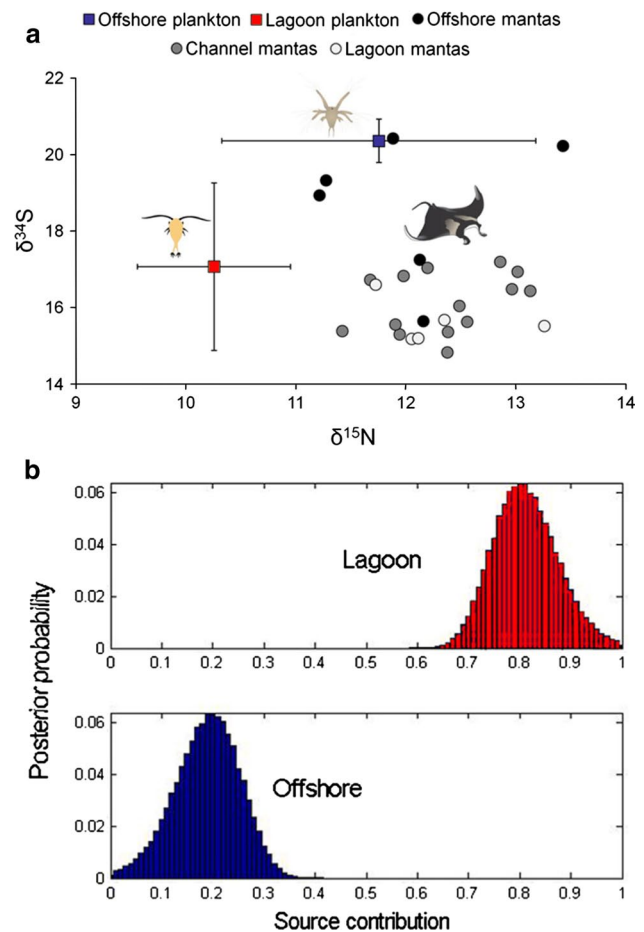 Offshore plankton Lagoon plankton Offshore mantas
a
Channel mantas Lagoon mantas
22
20
18
16
14
δ34S
9 10 11 12 13 14
δ15N
b
0.06
0.04
0.02
0
Lagoon
0 0.1 0.2 0.3 0.4 0.5 0.6 0.7 0.8 0.9 1
Posterior probability
0.06
0.04
0.02
0
Offshore
0 0.1 0.2 0.3 0.4 0.5 0.6 0.7 0.8 0.9 1
Source contribution